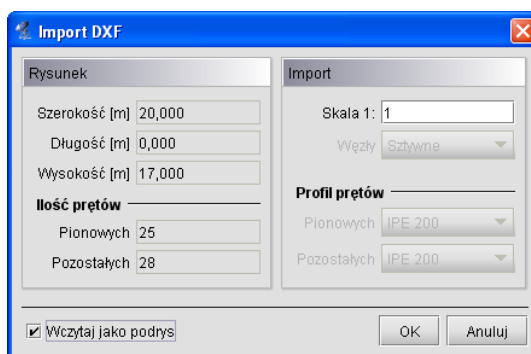 Import DXF
Rysunek
Szerokość [m] 20,000
Długość [m] 0,000
Wysokość [m] 17,000
Ilość prętów
Pionowych 25
Pozostałych 28
Import
Skala 1: 1
Węzły Sztywne
Profil prętów
Pionowych IPE 200
Pozostałych IPE 200
Wczytaj jako podrys
OK
Anuluj